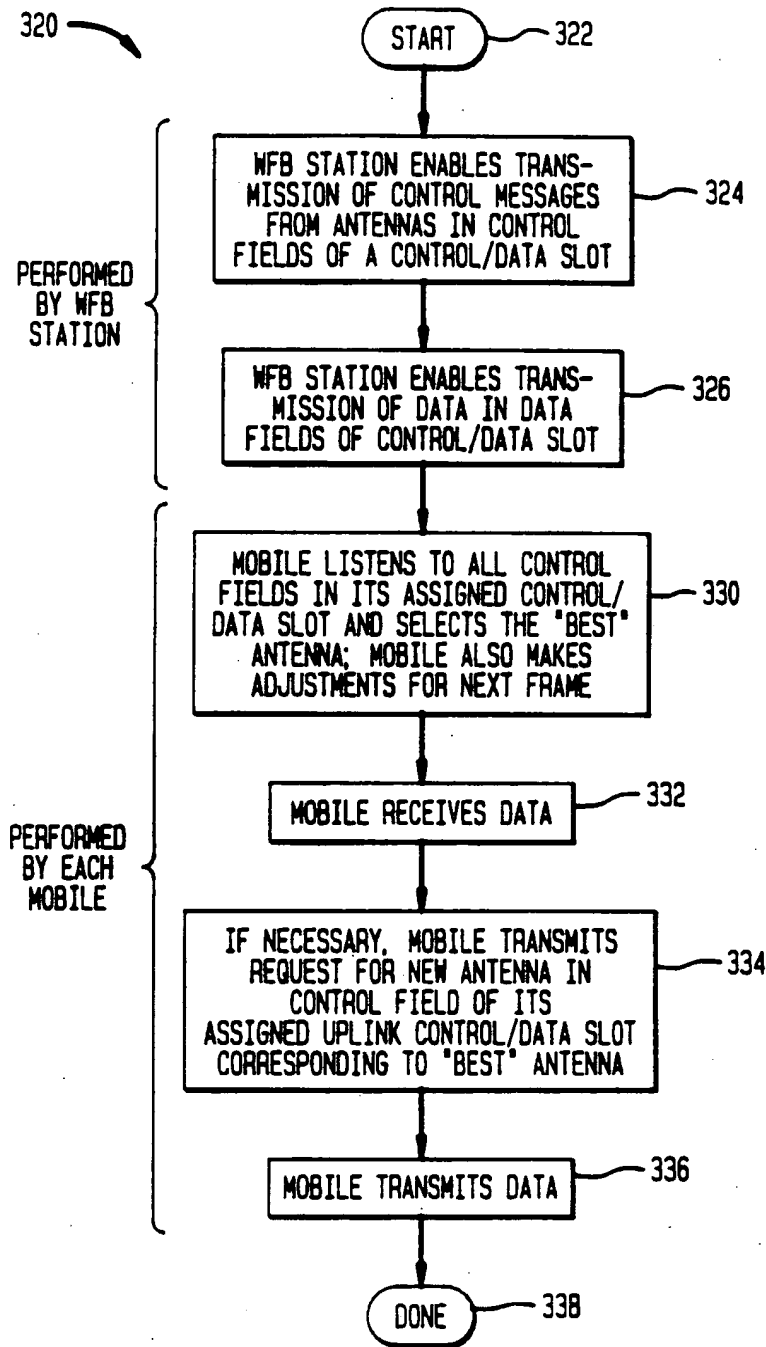 320
START
322
WFB STATION ENABLES TRANS-
MISSION OF CONTROL MESSAGES
FROM ANTENNAS IN CONTROL
FIELDS OF A CONTROL/DATA SLOT
324
PERFORMED
BY WFB
STATION
WFB STATION ENABLES TRANS-
MISSION OF DATA IN DATA
FIELDS OF CONTROL/DATA SLOT
326
MOBILE LISTENS TO ALL CONTROL
FIELDS IN ITS ASSIGNED CONTROL/
DATA SLOT AND SELECTS THE "BEST"
ANTENNA; MOBILE ALSO MAKES
ADJUSTMENTS FOR NEXT FRAME
330
MOBILE RECEIVES DATA
332
PERFORMED
BY EACH
MOBILE
IF NECESSARY, MOBILE TRANSMITS
REQUEST FOR NEW ANTENNA IN
CONTROL FIELD OF ITS
ASSIGNED UPLINK CONTROL/DATA SLOT
CORRESPONDING TO "BEST" ANTENNA
334
MOBILE TRANSMITS DATA
336
DONE
338